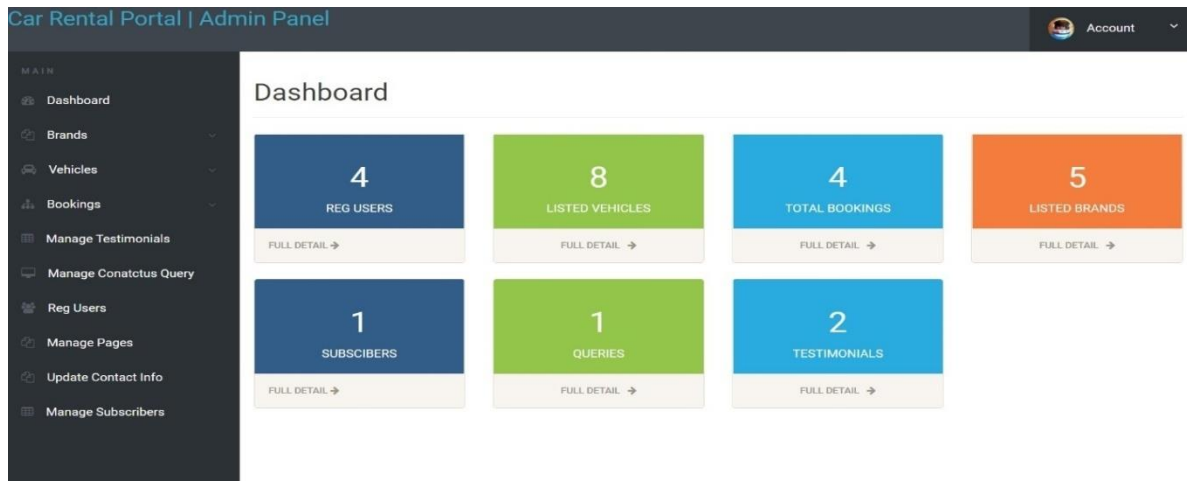 Car Rental Portal | Admin Panel
Account
MAIN
Dashboard
Brands
Vehicles
Bookings
Manage Testimonials
Manage Conatctus Query
Reg Users
Manage Pages
Update Contact Info
Manage Subscribers
Dashboard
4
REG USERS
FULL DETAIL →
8
LISTED VEHICLES
FULL DETAIL →
4
TOTAL BOOKINGS
FULL DETAIL →
5
LISTED BRANDS
FULL DETAIL →
1
SUBSCIBERS
FULL DETAIL →
1
QUERIES
FULL DETAIL →
2
TESTIMONIALS
FULL DETAIL →